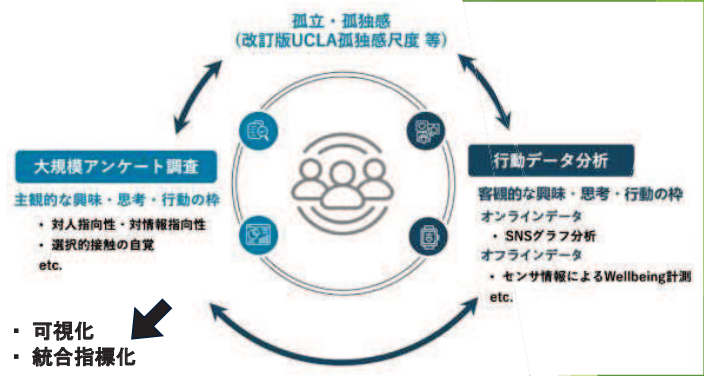 孤立・孤独感
(改訂版UCLA孤独感尺度 等)
大規模アンケート調査
主観的な興味・思考・行動の枠
・ 対人指向性・対情報指向性
・ 選択的接触の自覚
etc.
行動データ分析
客観的な興味・思考・行動の枠
オンラインデータ
・ SNSグラフ分析
オフラインデータ
・ センサ情報によるWellbeing計測
etc.
▪ 可視化
▪ 統合指標化